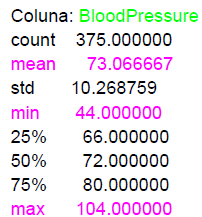 Coluna: BloodPressure
count 375.000000
mean 73.066667
std 10.268759
min 44.000000
25% 66.000000
50% 72.000000
75% 80.000000
max 104.000000